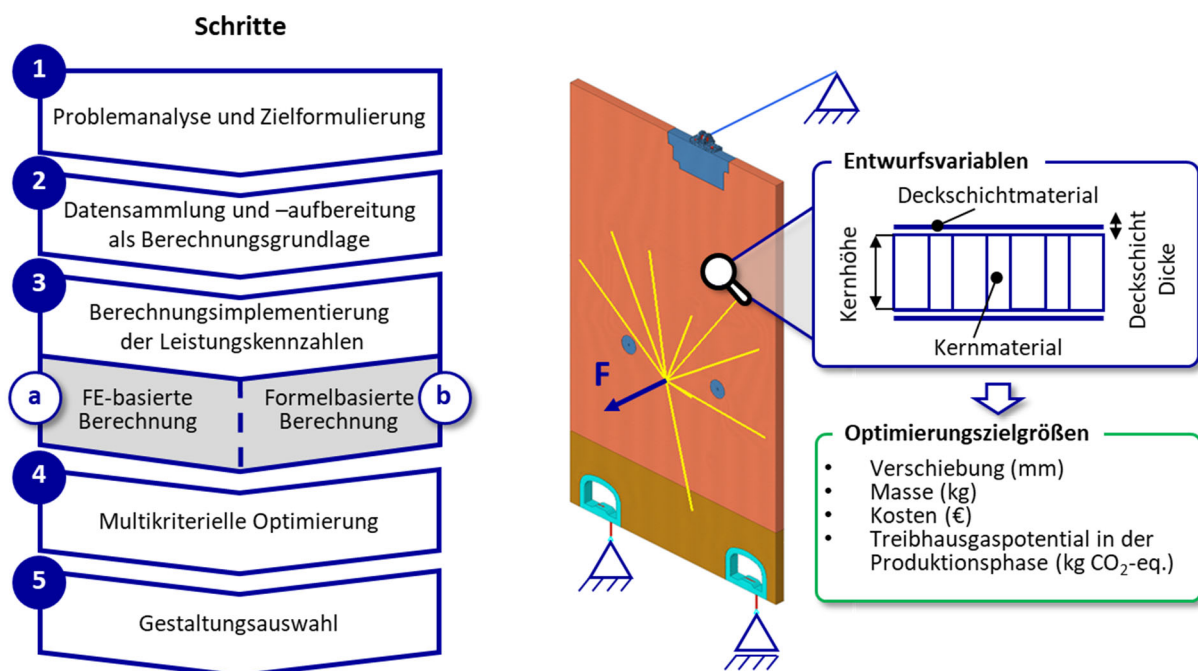 Schritte
1
Problemanalyse und Zielformulierung
2
Datensammlung und –aufbereitung
als Berechnungsgrundlage
3
Berechnungsimplementierung
der Leistungskennzahlen
a
FE-basierte
Berechnung
Formelbasierte
Berechnung
b
4
Multikriterielle Optimierung
5
Gestaltungsauswahl
F
Entwurfsvariablen
Deckschichtmaterial
Kernhöhe
Deckschicht
Dicke
Kernmaterial
Optimierungszielgrößen
• Verschiebung (mm)
• Masse (kg)
• Kosten (€)
• Treibhausgaspotential in der
Produktionsphase (kg CO₂-eq.)